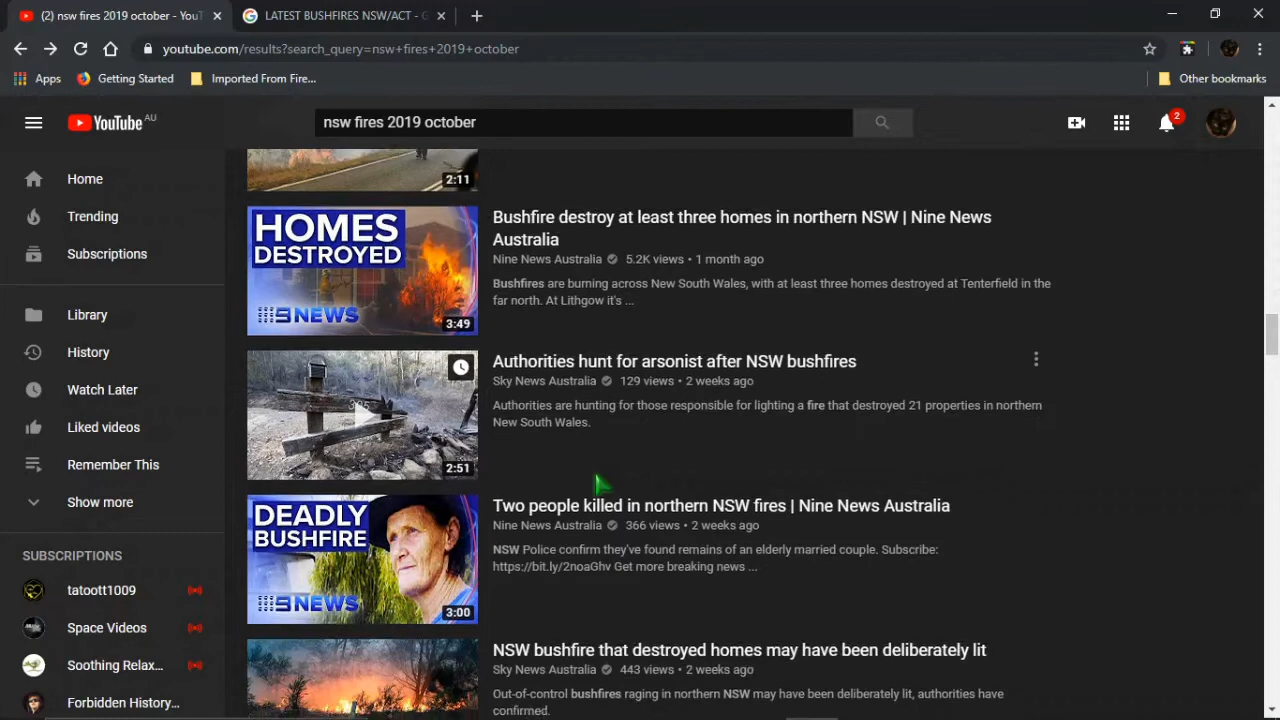 (2) nsw fires 2019 october - YouT
LATEST BUSHFIRES NSW/ACT - G
youtube.com/results?search_query=nsw+fires+2019+october
Apps
Getting Started
Imported From Fire...
Other bookmarks
YouTube AU
nsw fires 2019 october
2
Home
Trending
Subscriptions
Library
History
Watch Later
Liked videos
Remember This
Show more
SUBSCRIPTIONS
tatoott1009
Space Videos
Soothing Relax...
Forbidden History...
2:11
HOMES
DESTROYED
9NEWS
3:49
Bushfire destroy at least three homes in northern NSW | Nine News
Australia
Nine News Australia 5.2K views • 1 month ago
Bushfires are burning across New South Wales, with at least three homes destroyed at Tenterfield in the
far north. At Lithgow it's ...
2:51
Authorities hunt for arsonist after NSW bushfires
Sky News Australia 129 views • 2 weeks ago
Authorities are hunting for those responsible for lighting a fire that destroyed 21 properties in northern
New South Wales.
DEADLY
BUSHFIRE
9NEWS
3:00
Two people killed in northern NSW fires | Nine News Australia
Nine News Australia 366 views • 2 weeks ago
NSW Police confirm they've found remains of an elderly married couple. Subscribe:
https://bit.ly/2noaGhv Get more breaking news ...
NSW bushfire that destroyed homes may have been deliberately lit
Sky News Australia 443 views • 2 weeks ago
Out-of-control bushfires raging in northern NSW may have been deliberately lit, authorities have
confirmed.